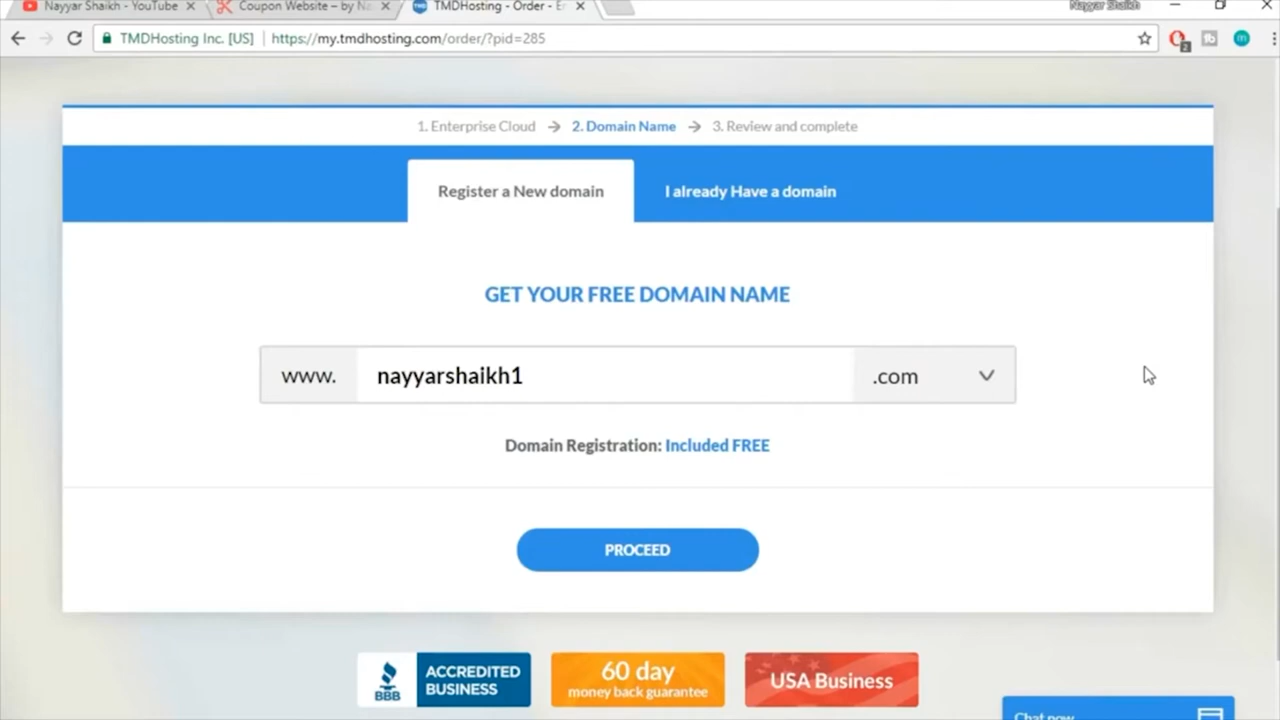 Nayyar Shaikh - YouTube
Coupon Website – by Na
TMDHosting - Order - E
Nayyar Shaikh
TMDHosting Inc. [US] | https://my.tmdhosting.com/order/?pid=285
2
m
1. Enterprise Cloud → 2. Domain Name → 3. Review and complete
Register a New domain
I already Have a domain
GET YOUR FREE DOMAIN NAME
www. nayyarshaikh1 .com
Domain Registration: Included FREE
PROCEED
BBB
ACCREDITED
BUSINESS
60 day
money back guarantee
USA Business
Chat now